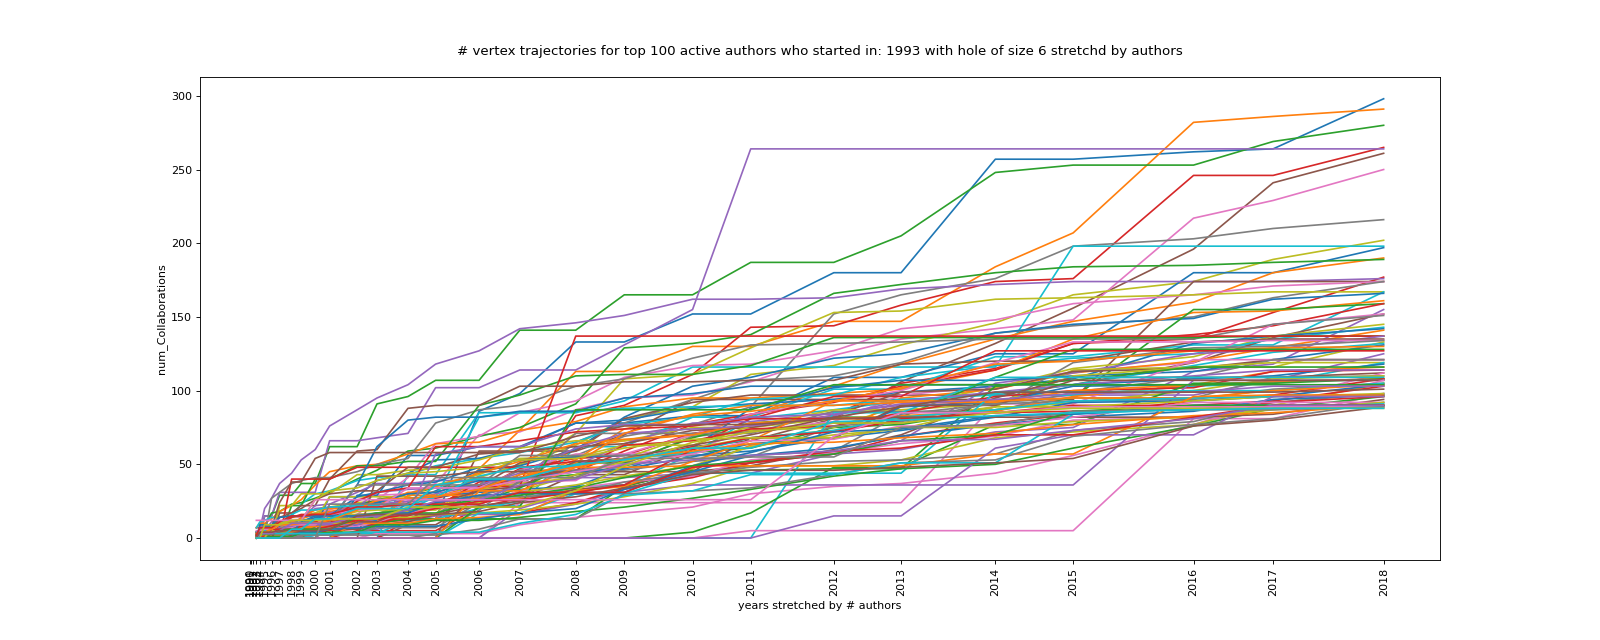 # vertex trajectories for top 100 active authors who started in: 1993 with hole of size 6 stretchd by authors
300
250
200
150
100
50
0
num_Collaborations
1996 1997 1998 1999 2000 2001 2002 2003 2004 2005 2006 2007 2008 2009 2010 2011 2012 2013 2014 2015 2016 2017 2018
years stretched by # authors